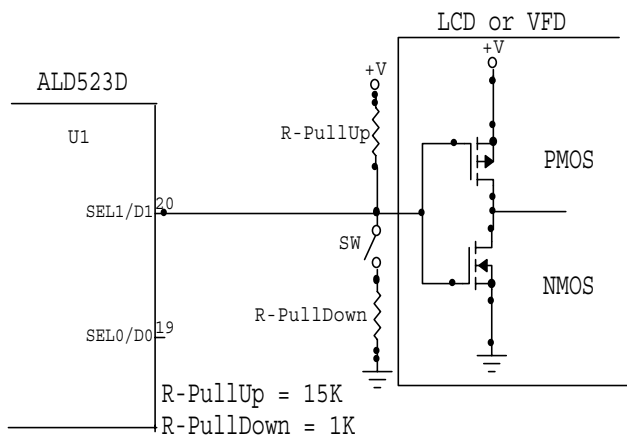 LCD or VFD
+V
+V
ALD523D
U1
R-PullUp
PMOS
SEL1/D1
20
SW
NMOS
R-PullDown
SEL0/D0
19
R-PullUp = 15K
R-PullDown = 1K